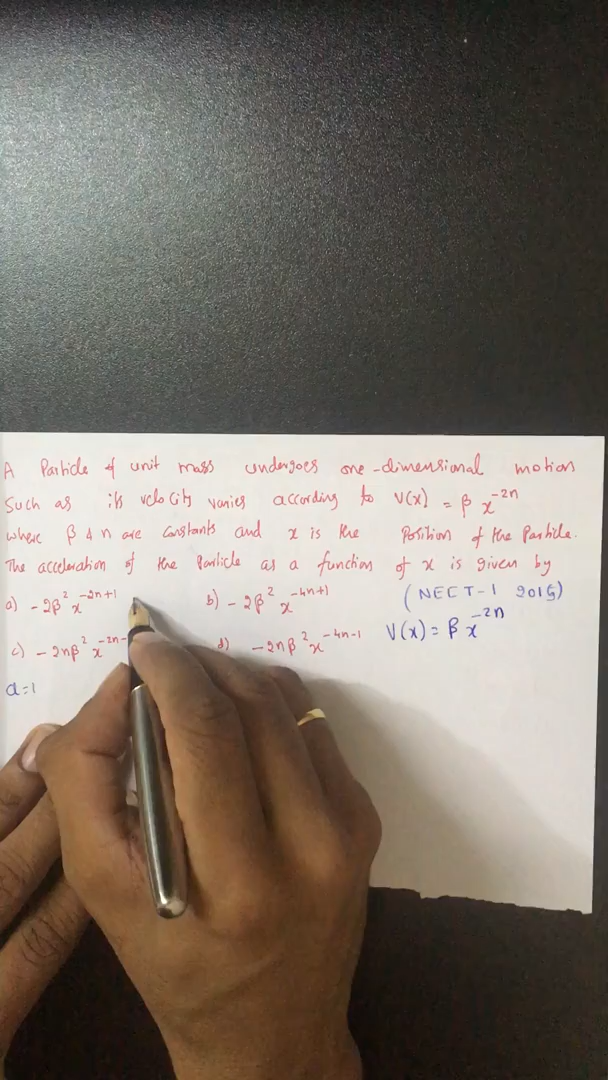 A Particle of unit mass undergoes one-dimensional motion
Such as its velocity varies according to V(x) = β x⁻²ⁿ
where β & n are constants and x is the Position of the Particle.
The acceleration of the Particle as a function of x is given by
a) -2β² x⁻²ⁿ⁺¹ b) -2β² x⁻⁴ⁿ⁺¹ (NEET-1 2015)
c) -2nβ² x⁻²ⁿ⁻ d) -2nβ² x⁻⁴ⁿ⁻¹ V(x) = β x⁻²ⁿ